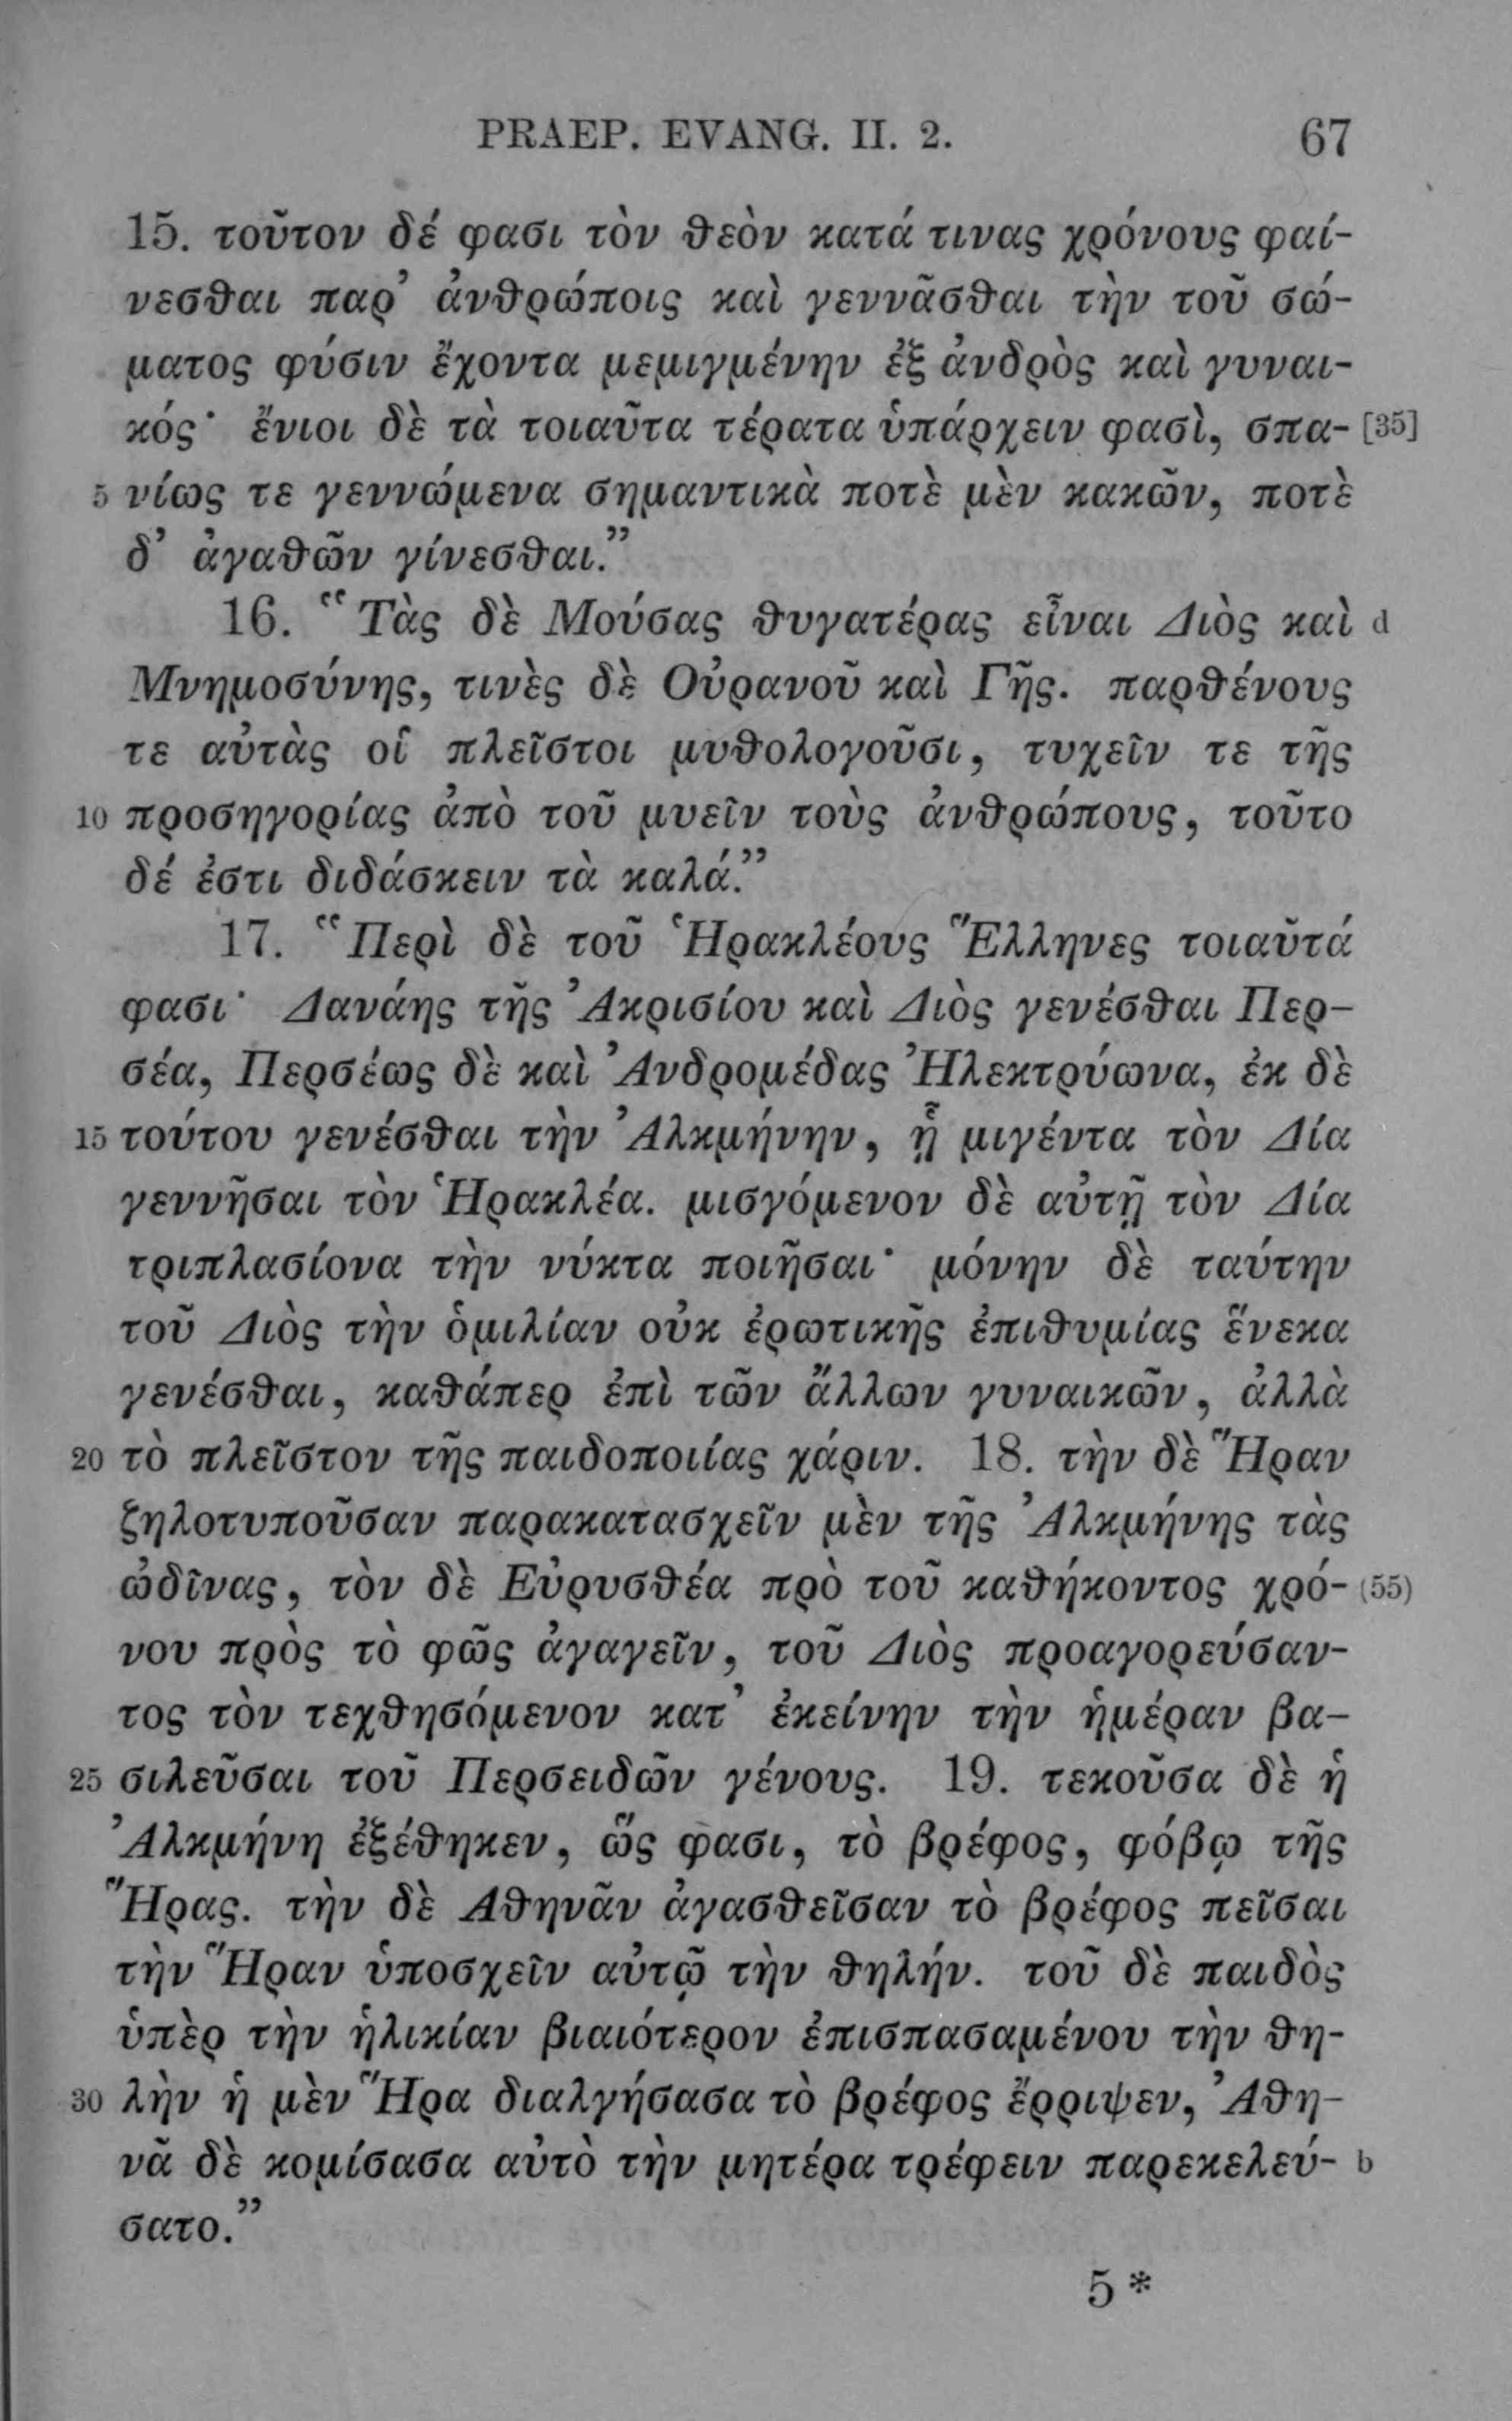 PRAEP. EVANG. II. 2. 67
15. τοῦτον δέ φασι τὸν θεὸν κατά τινας χρόνους φαί-
νεσθαι παρ’ ἀνθρώποις καὶ γεννᾶσθαι τὴν τοῦ σώ-
ματος φύσιν ἔχοντα μεμιγμένην ἐξ ἀνδρὸς καὶ γυναι-
κός· ἔνιοι δὲ τὰ τοιαῦτα τέρατα ὑπάρχειν φασὶ, σπα- [35]
5 νίως τε γεννώμενα σημαντικὰ ποτὲ μὲν κακῶν, ποτὲ
δ’ ἀγαθῶν γίνεσθαι.”
16. “Τὰς δὲ Μούσας θυγατέρας εἶναι Διὸς καὶ d
Μνημοσύνης, τινὲς δὲ Οὐρανοῦ καὶ Γῆς. παρθένους
τε αὐτὰς οἱ πλεῖστοι μυθολογοῦσι, τυχεῖν τε τῆς
10 προσηγορίας ἀπὸ τοῦ μυεῖν τοὺς ἀνθρώπους, τοῦτο
δέ ἐστι διδάσκειν τὰ καλά.”
17. “Περὶ δὲ τοῦ Ἡρακλέους Ἕλληνες τοιαῦτά
φασι· Δανάης τῆς Ἀκρισίου καὶ Διὸς γενέσθαι Περ-
σέα, Περσέως δὲ καὶ Ἀνδρομέδας Ἠλεκτρύωνα, ἐκ δὲ
15 τούτου γενέσθαι τὴν Ἀλκμήνην, ᾗ μιγέντα τὸν Δία
γεννῆσαι τὸν Ἡρακλέα. μισγόμενον δὲ αὐτῇ τὸν Δία
τριπλασίονα τὴν νύκτα ποιῆσαι· μόνην δὲ ταύτην
τοῦ Διὸς τὴν ὁμιλίαν οὐκ ἐρωτικῆς ἐπιθυμίας ἕνεκα
γενέσθαι, καθάπερ ἐπὶ τῶν ἄλλων γυναικῶν, ἀλλὰ
20 τὸ πλεῖστον τῆς παιδοποιίας χάριν. 18. τὴν δὲ Ἥραν
ζηλοτυποῦσαν παρακατασχεῖν μὲν τῆς Ἀλκμήνης τὰς
ὠδῖνας, τὸν δὲ Εὐρυσθέα πρὸ τοῦ καθήκοντος χρό- (55)
νου πρὸς τὸ φῶς ἀγαγεῖν, τοῦ Διὸς προαγορεύσαν-
τος τὸν τεχθησόμενον κατ’ ἐκείνην τὴν ἡμέραν βα-
25 σιλεῦσαι τοῦ Περσειδῶν γένους. 19. τεκοῦσα δὲ ἡ
Ἀλκμήνη ἐξέθηκεν, ὥς φασι, τὸ βρέφος, φόβῳ τῆς
Ἥρας. τὴν δὲ Ἀθηνᾶν ἀγασθεῖσαν τὸ βρέφος πεῖσαι
τὴν Ἥραν ὑποσχεῖν αὐτῷ τὴν θηλήν. τοῦ δὲ παιδὸς
ὑπὲρ τὴν ἡλικίαν βιαιότερον ἐπισπασαμένου τὴν θη-
30 λὴν ἡ μὲν Ἥρα διαλγήσασα τὸ βρέφος ἔρριψεν, Ἀθη-
νᾶ δὲ κομίσασα αὐτὸ τὴν μητέρα τρέφειν παρεκελεύ- b
σατο.”
5*